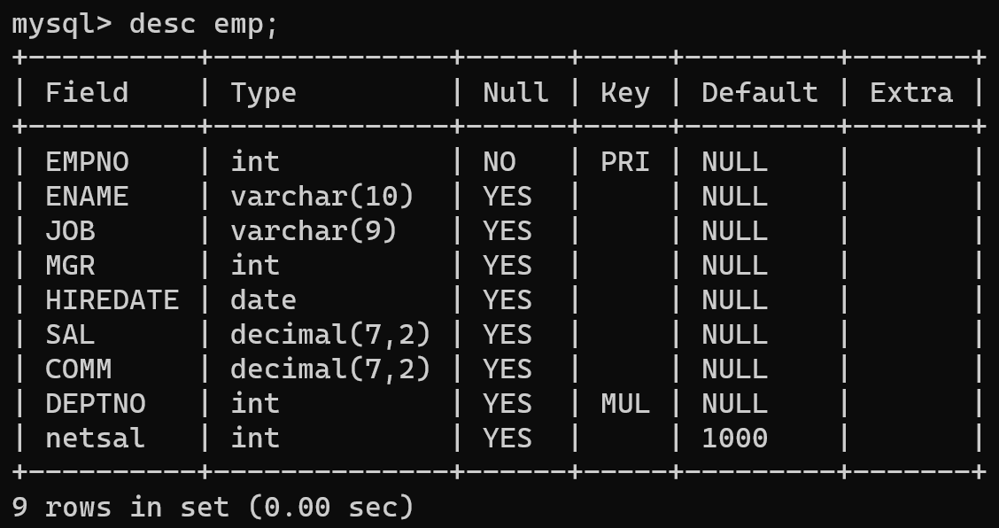 mysql> desc emp;
+----------+--------------+------+-----+---------+-------+
| Field    | Type         | Null | Key | Default | Extra |
+----------+--------------+------+-----+---------+-------+
| EMPNO    | int          | NO   | PRI | NULL    |       |
| ENAME    | varchar(10)  | YES  |     | NULL    |       |
| JOB      | varchar(9)   | YES  |     | NULL    |       |
| MGR      | int          | YES  |     | NULL    |       |
| HIREDATE | date         | YES  |     | NULL    |       |
| SAL      | decimal(7,2) | YES  |     | NULL    |       |
| COMM     | decimal(7,2) | YES  |     | NULL    |       |
| DEPTNO   | int          | YES  | MUL | NULL    |       |
| netsal   | int          | YES  |     | 1000    |       |
+----------+--------------+------+-----+---------+-------+
9 rows in set (0.00 sec)